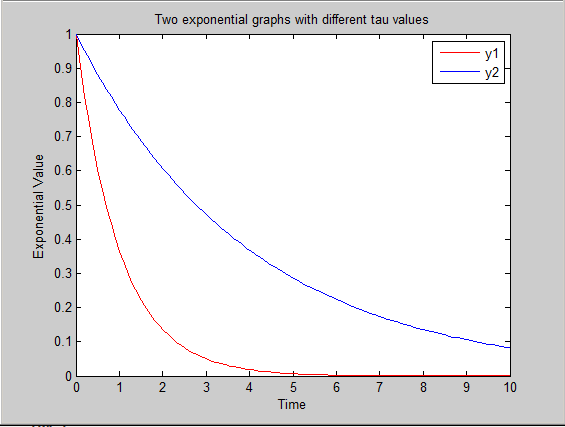 Two exponential graphs with different tau values
1
0.9
0.8
0.7
0.6
0.5
0.4
0.3
0.2
0.1
0
Exponential Value
y1
y2
0 1 2 3 4 5 6 7 8 9 10
Time